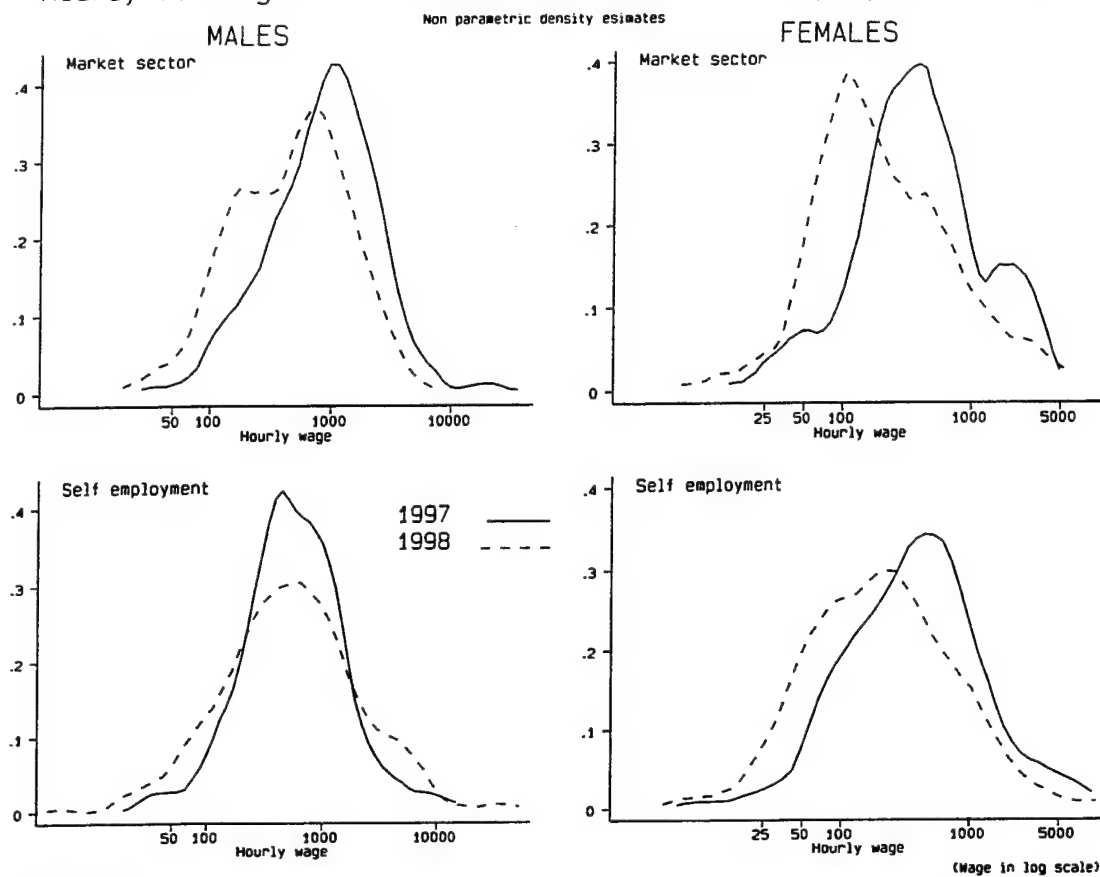 Non parametric density esimates
MALES
FEMALES
Market sector
.4
.3
.2
.1
0
50 100 1000 10000
Hourly wage
Market sector
.4
.3
.2
.1
0
25 50 100 1000 5000
Hourly wage
Self employment
.4
.3
.2
.1
0
1997
1998
50 100 1000 10000
Hourly wage
Self employment
.4
.3
.2
.1
0
25 50 100 1000 5000
Hourly wage
(Wage in log scale)